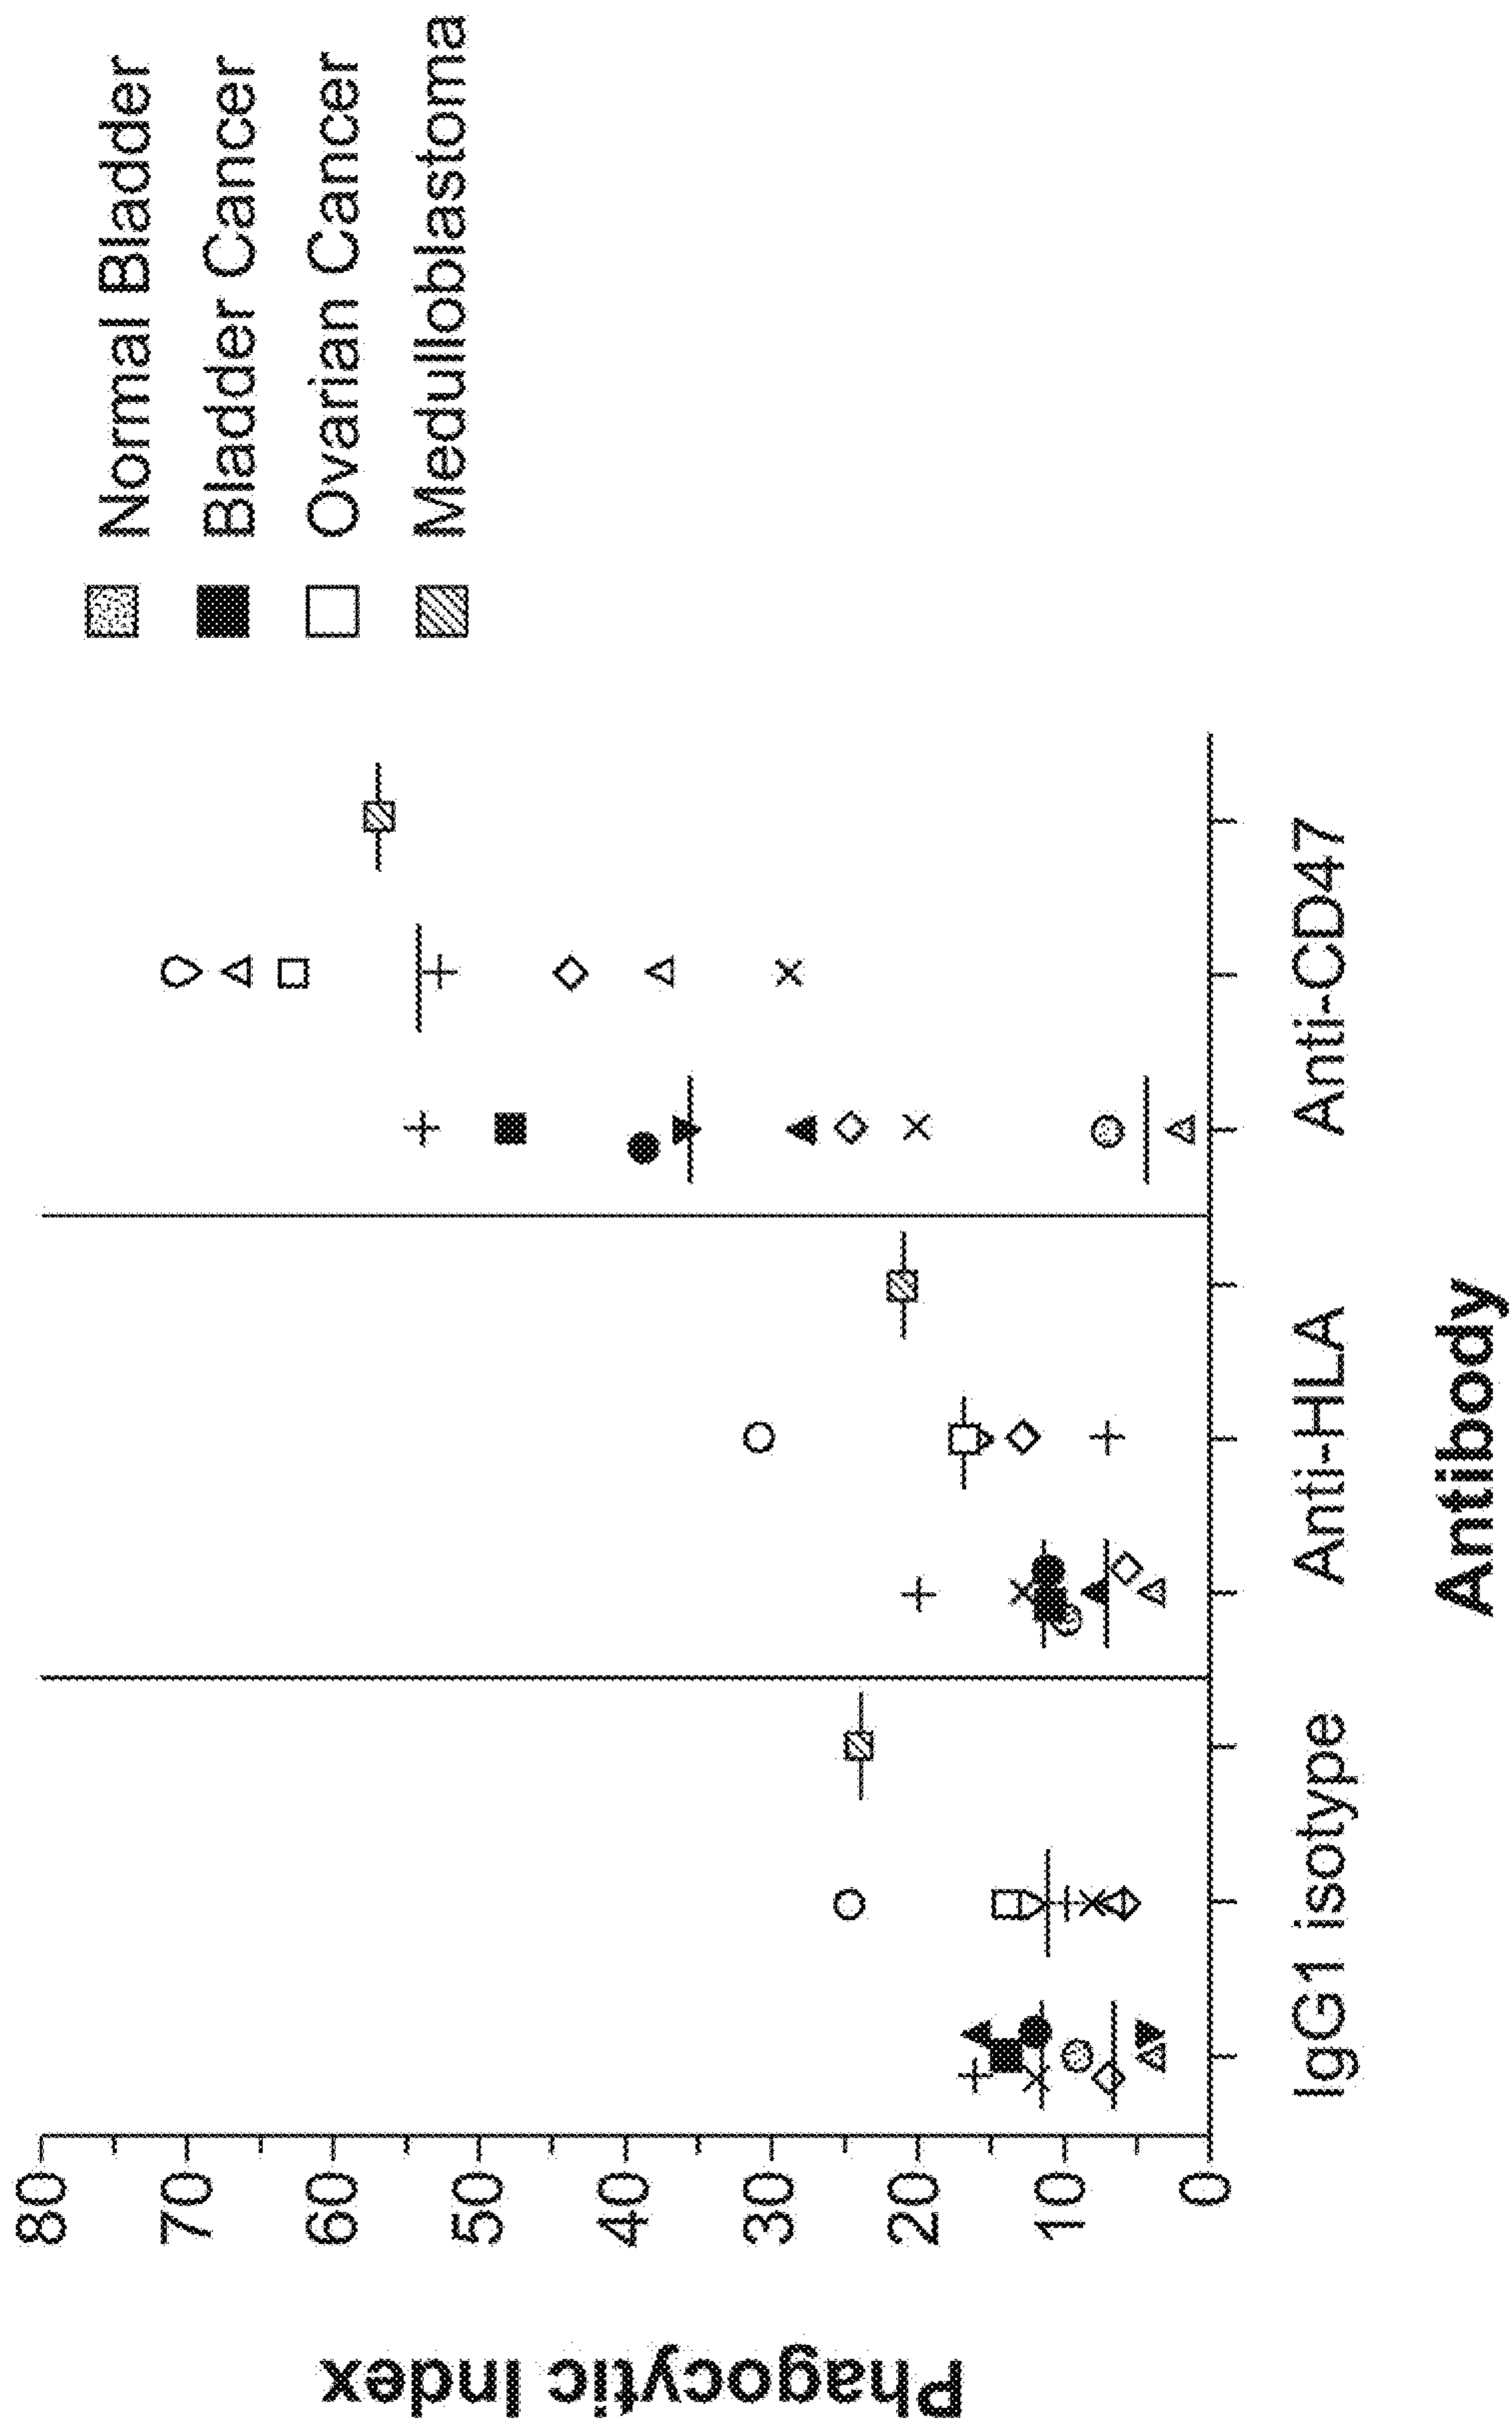 Phagocytic Index
80
70
60
50
40
30
20
10
0
IgG1 isotype
Anti-HLA
Anti-CD47
Antibody
Normal Bladder
Bladder Cancer
Ovarian Cancer
Medulloblastoma